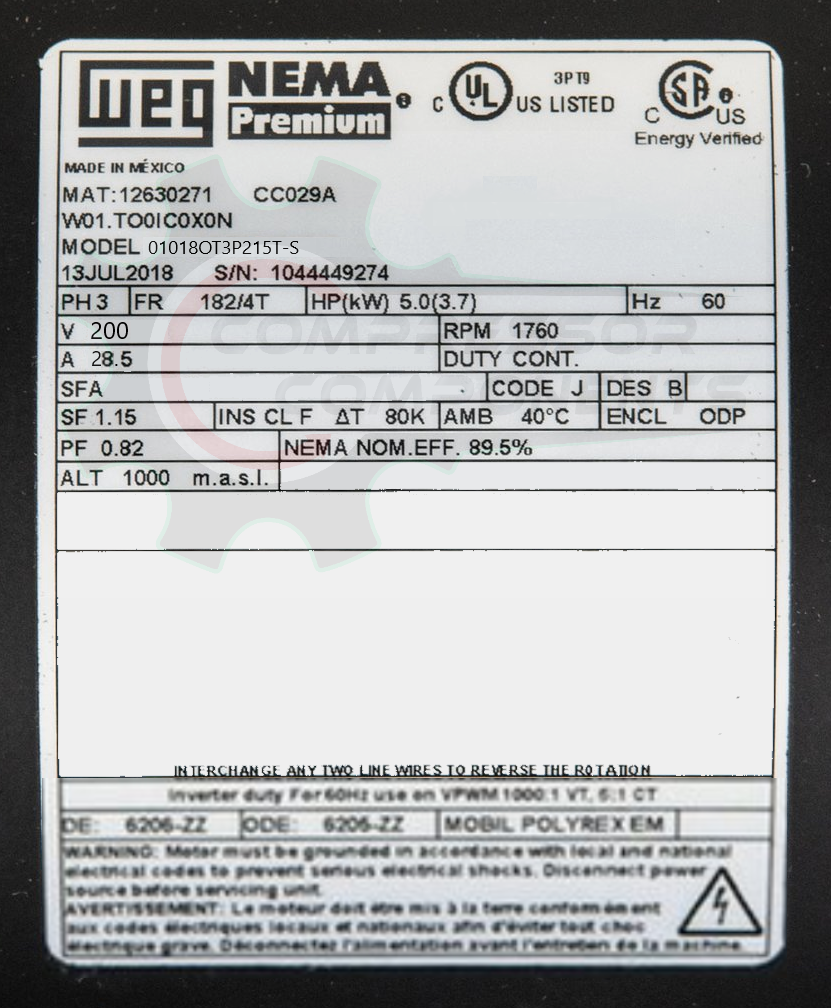 WEG NEMA Premium
C UL US LISTED 3PT9
C SA US
Energy Verified
MADE IN MÉXICO
MAT:12630271 CC029A
W01.TO0IC0X0N
MODEL 01018OT3P215T-S
13JUL2018 S/N: 1044449274
PH 3 FR 182/4T HP(kW) 5.0(3.7) Hz 60
V 200 RPM 1760
A 28.5 DUTY CONT.
SFA CODE J DES B
SF 1.15 INS CL F ΔT 80K AMB 40°C ENCL ODP
PF 0.82 NEMA NOM.EFF. 89.5%
ALT 1000 m.a.s.l.
COMPRESSOR
COMPONENTS
INTERCHANGE ANY TWO LINE WIRES TO REVERSE THE ROTATION
Inverter duty For 60Hz use on VPWM 1000:1 VT, 6:1 CT
DE: 6206-ZZ ODE: 6205-ZZ MOBIL POLYREX EM
WARNING: Motor must be grounded in accordance with local and national
electrical codes to prevent serious electrical shocks. Disconnect power
source before servicing unit.
AVERTISSEMENT: Le moteur doit être mis à la terre conformément
aux codes électriques locaux et nationaux afin d'éviter tout choc
électrique grave. Déconnectez l'alimentation avant l'entretien de la machine.